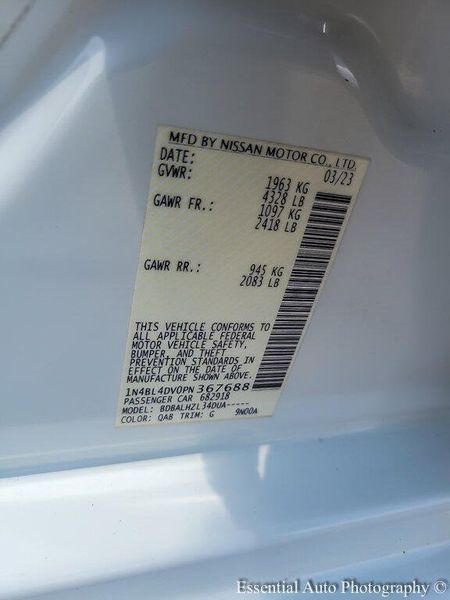 MFD BY NISSAN MOTOR CO., LTD.
DATE: 03/23
GVWR: 1963 KG
4328 LB
GAWR FR.: 1097 KG
2418 LB
GAWR RR.: 945 KG
2083 LB
THIS VEHICLE CONFORMS TO
ALL APPLICABLE FEDERAL
MOTOR VEHICLE SAFETY,
BUMPER, AND THEFT
PREVENTION STANDARDS IN
EFFECT ON THE DATE OF
MANUFACTURE SHOWN ABOVE.
1N4BL4DV0PN367688
PASSENGER CAR 682918
MODEL: BDBALHZL34DUA-----
COLOR: QAB TRIM: G 9N00A
Essential Auto Photography ©